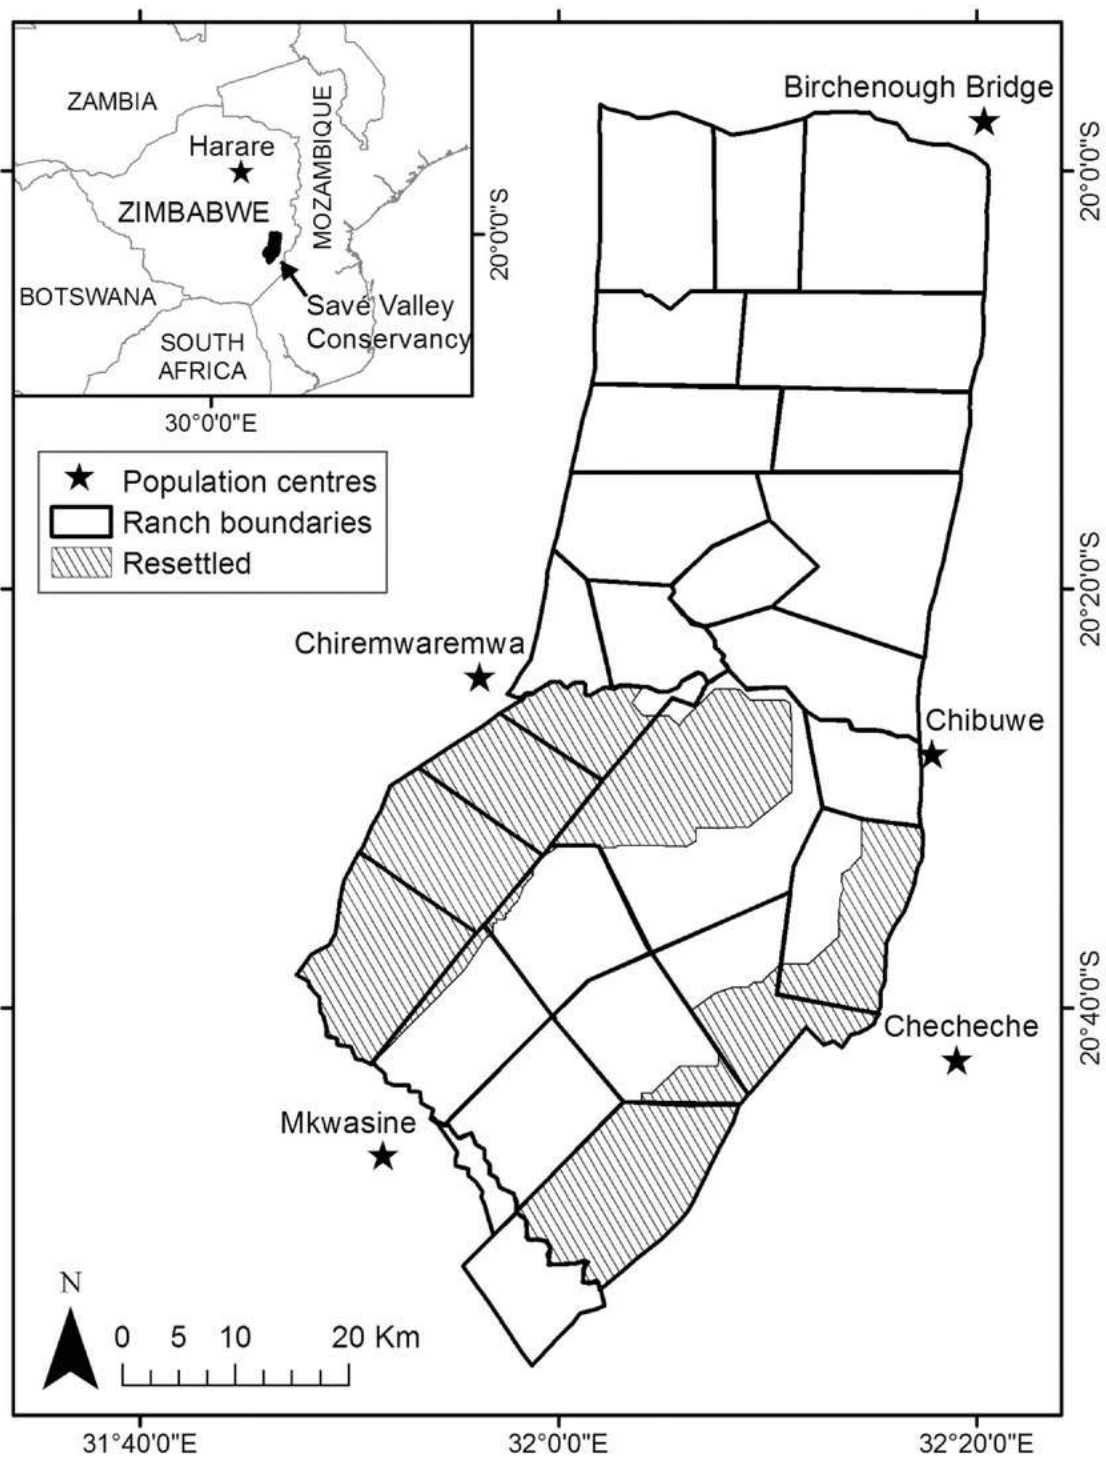 Birchenough Bridge
ZAMBIA
MOZAMBIQUE
Harare
ZIMBABWE
BOTSWANA
Savé Valley
Conservancy
SOUTH
AFRICA
20°0'0"S
30°0'0"E
20°0'0"S
Population centres
Ranch boundaries
Resettled
20°20'0"S
Chiremwaremwa
Chibuwe
20°40'0"S
Checheche
Mkwasine
N
0 5 10 20 Km
31°40'0"E 32°0'0"E 32°20'0"E